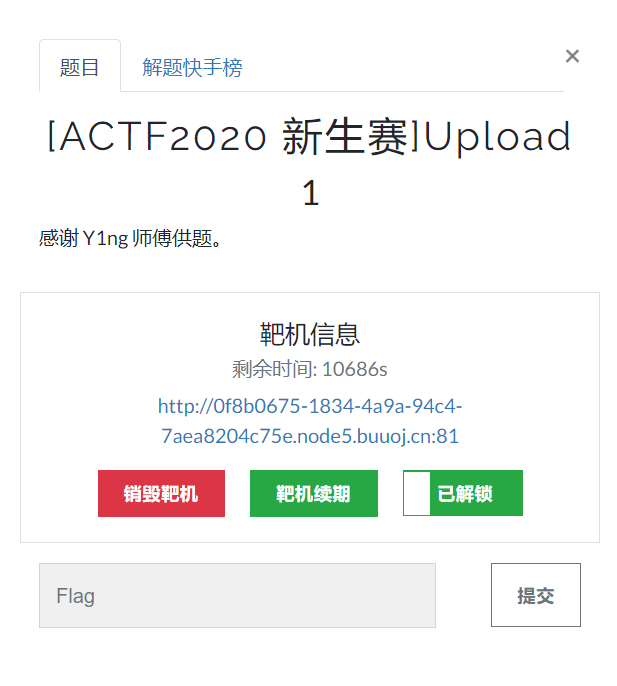 题目 解题快手榜 ×
[ACTF2020 新生赛]Upload
1
感谢 Y1ng 师傅供题。
靶机信息
剩余时间: 10686s
http://0f8b0675-1834-4a9a-94c4-
7aea8204c75e.node5.buuoj.cn:81
销毁靶机 靶机续期 已解锁
Flag 提交